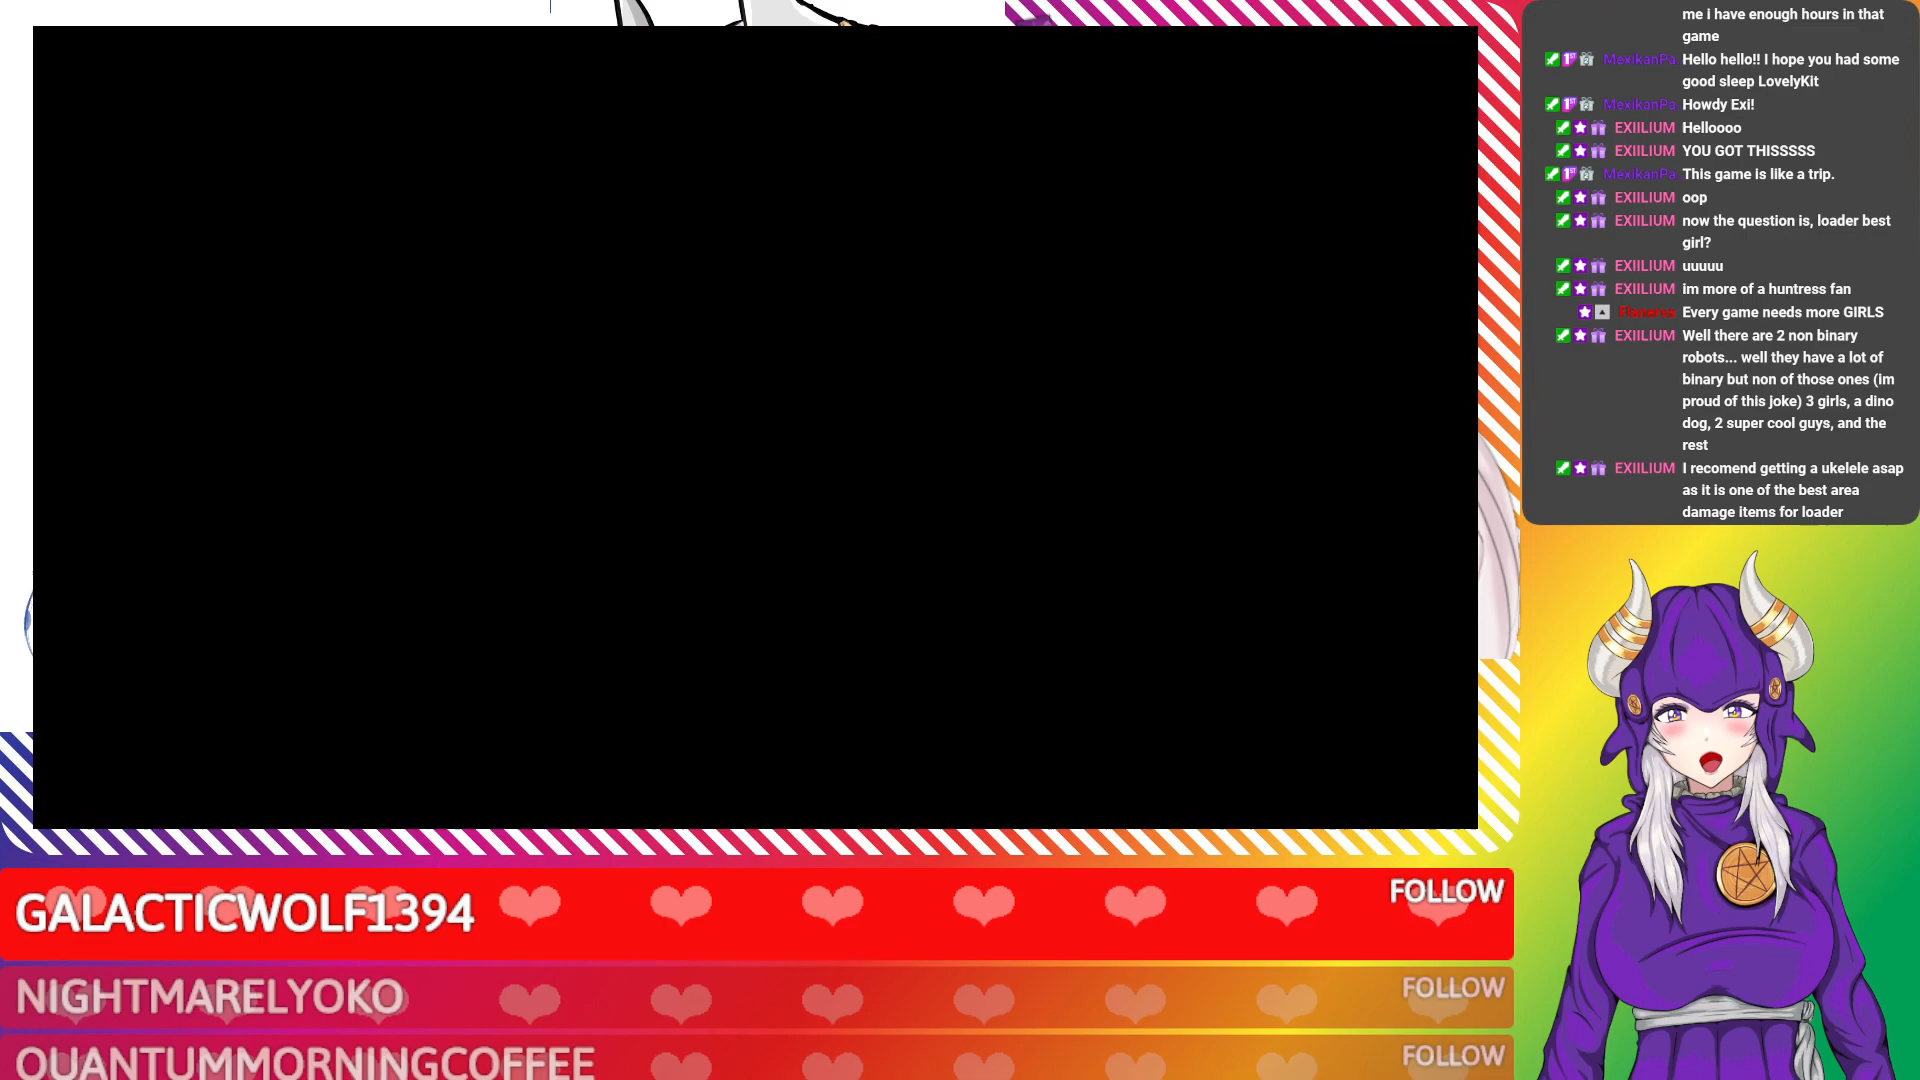 me i have enough hours in that
game
MexikanPa Hello hello!! I hope you had some
good sleep LovelyKit
MexikanPa Howdy Exi!
EXIILIUM Helloooo
EXIILIUM YOU GOT THISSSSS
MexikanPa This game is like a trip.
EXIILIUM oop
EXIILIUM now the question is, loader best
girl?
EXIILIUM uuuuu
EXIILIUM im more of a huntress fan
Every game needs more GIRLS
EXIILIUM Well there are 2 non binary
robots... well they have a lot of
binary but non of those ones (im
proud of this joke) 3 girls, a dino
dog, 2 super cool guys, and the
rest
EXIILIUM I recomend getting a ukelele asap
as it is one of the best area
damage items for loader
GALACTICWOLF1394 FOLLOW
NIGHTMARELYOKO FOLLOW
QUANTUMMORNINGCOFFEE FOLLOW